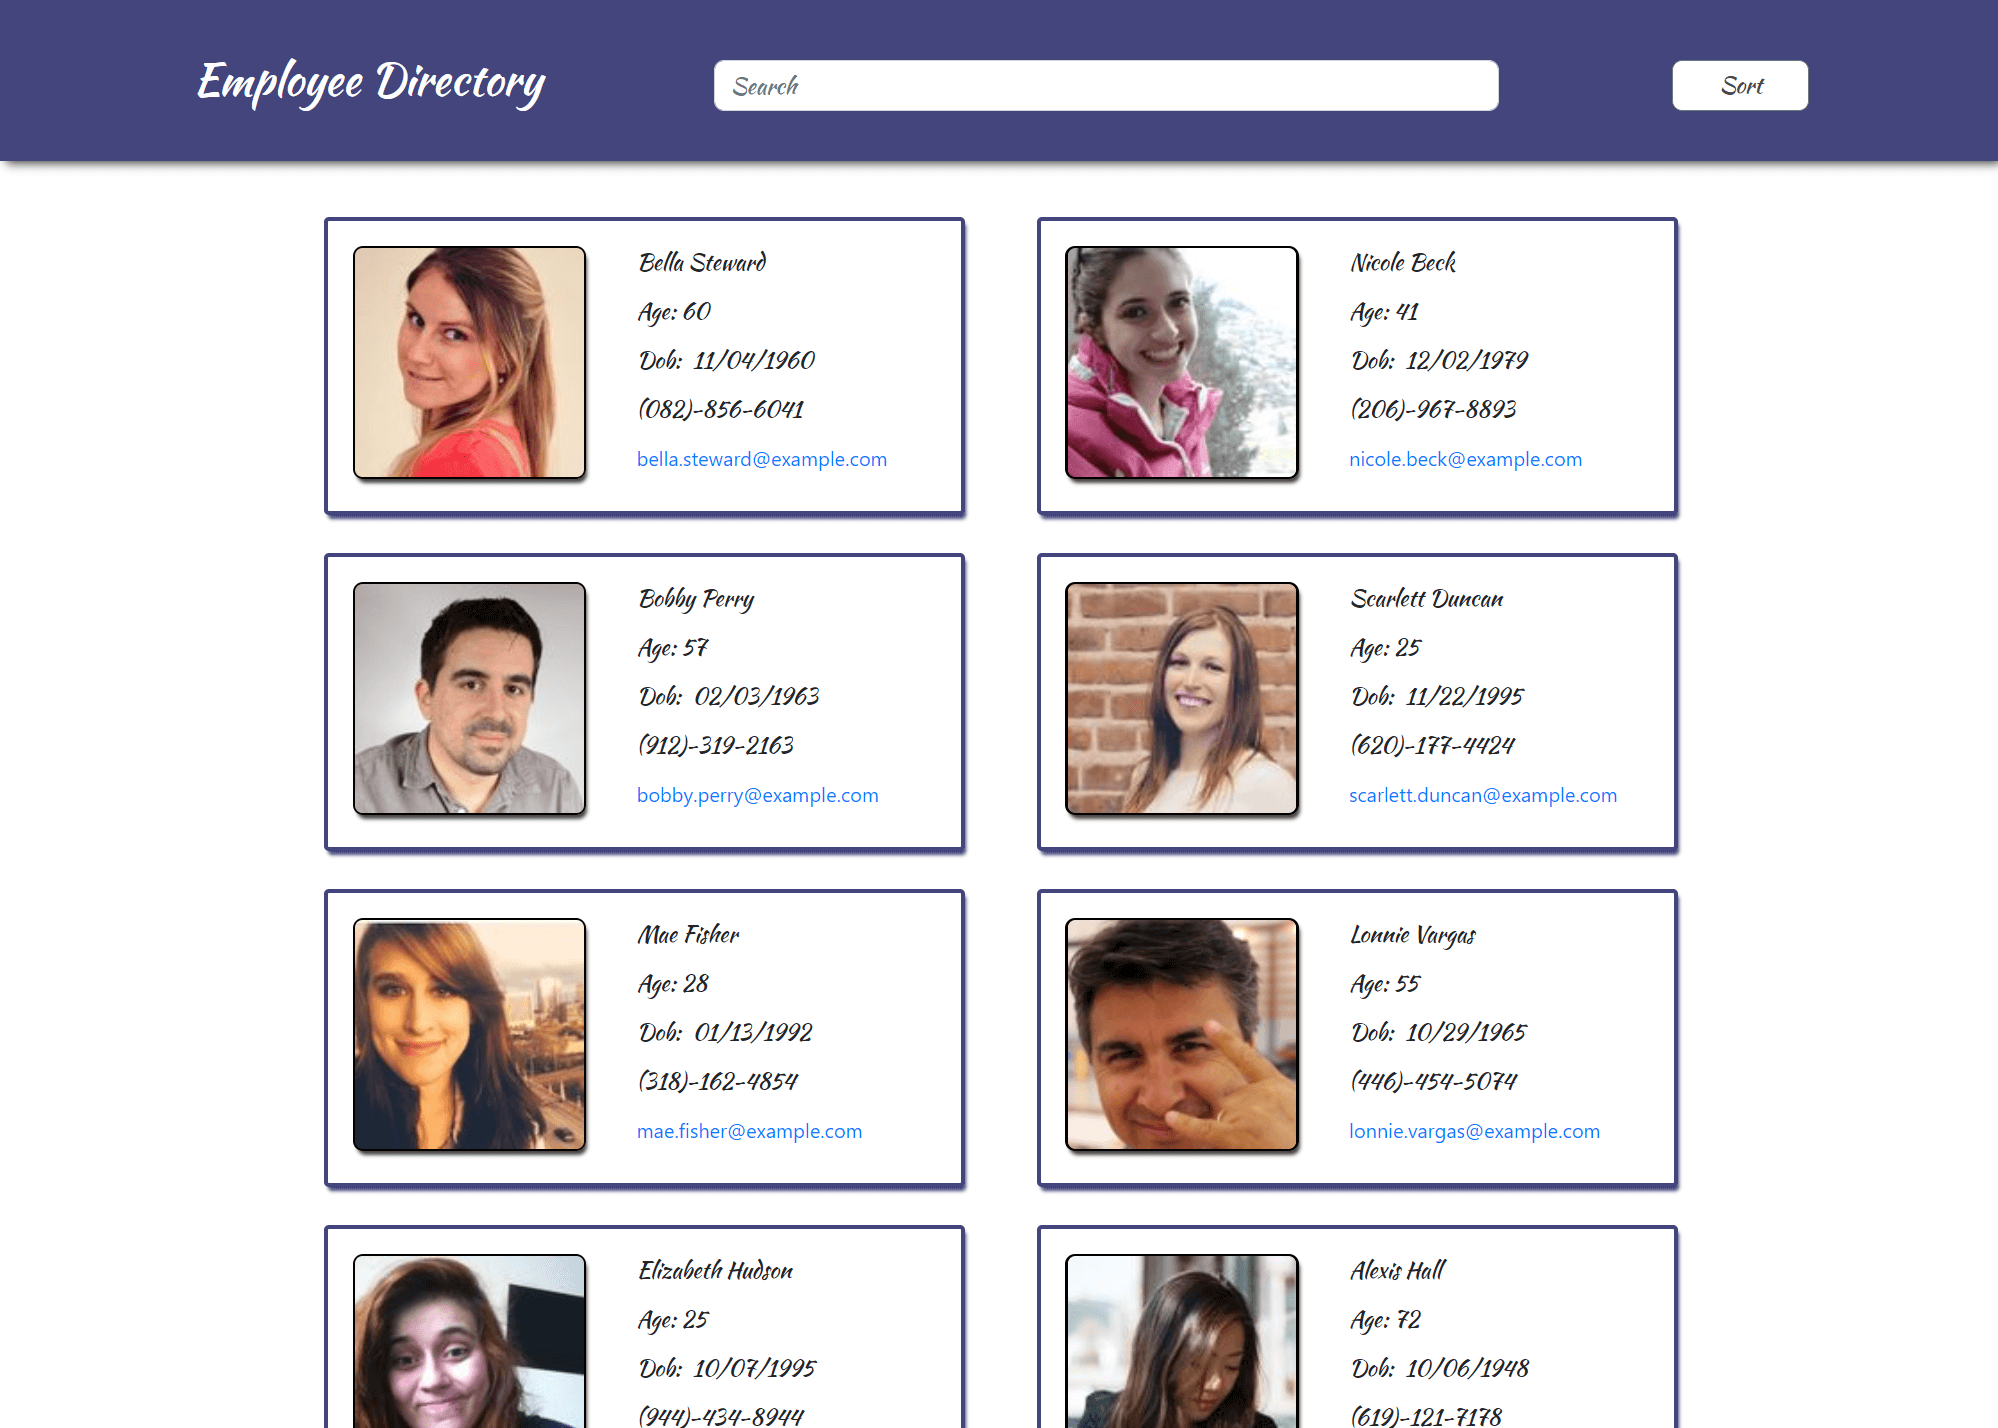 Employee Directory
Search
Sort
Bella Steward
Age: 60
Dob: 11/04/1960
(082)-856-6041
bella.steward@example.com
Nicole Beck
Age: 41
Dob: 12/02/1979
(206)-967-8893
nicole.beck@example.com
Bobby Perry
Age: 57
Dob: 02/03/1963
(912)-319-2163
bobby.perry@example.com
Scarlett Duncan
Age: 25
Dob: 11/22/1995
(620)-177-4424
scarlett.duncan@example.com
Mae Fisher
Age: 28
Dob: 01/13/1992
(318)-162-4854
mae.fisher@example.com
Lonnie Vargas
Age: 55
Dob: 10/29/1965
(446)-454-5074
lonnie.vargas@example.com
Elizabeth Hudson
Age: 25
Dob: 10/07/1995
(944)-434-8944
Alexis Hall
Age: 72
Dob: 10/06/1948
(619)-121-7178